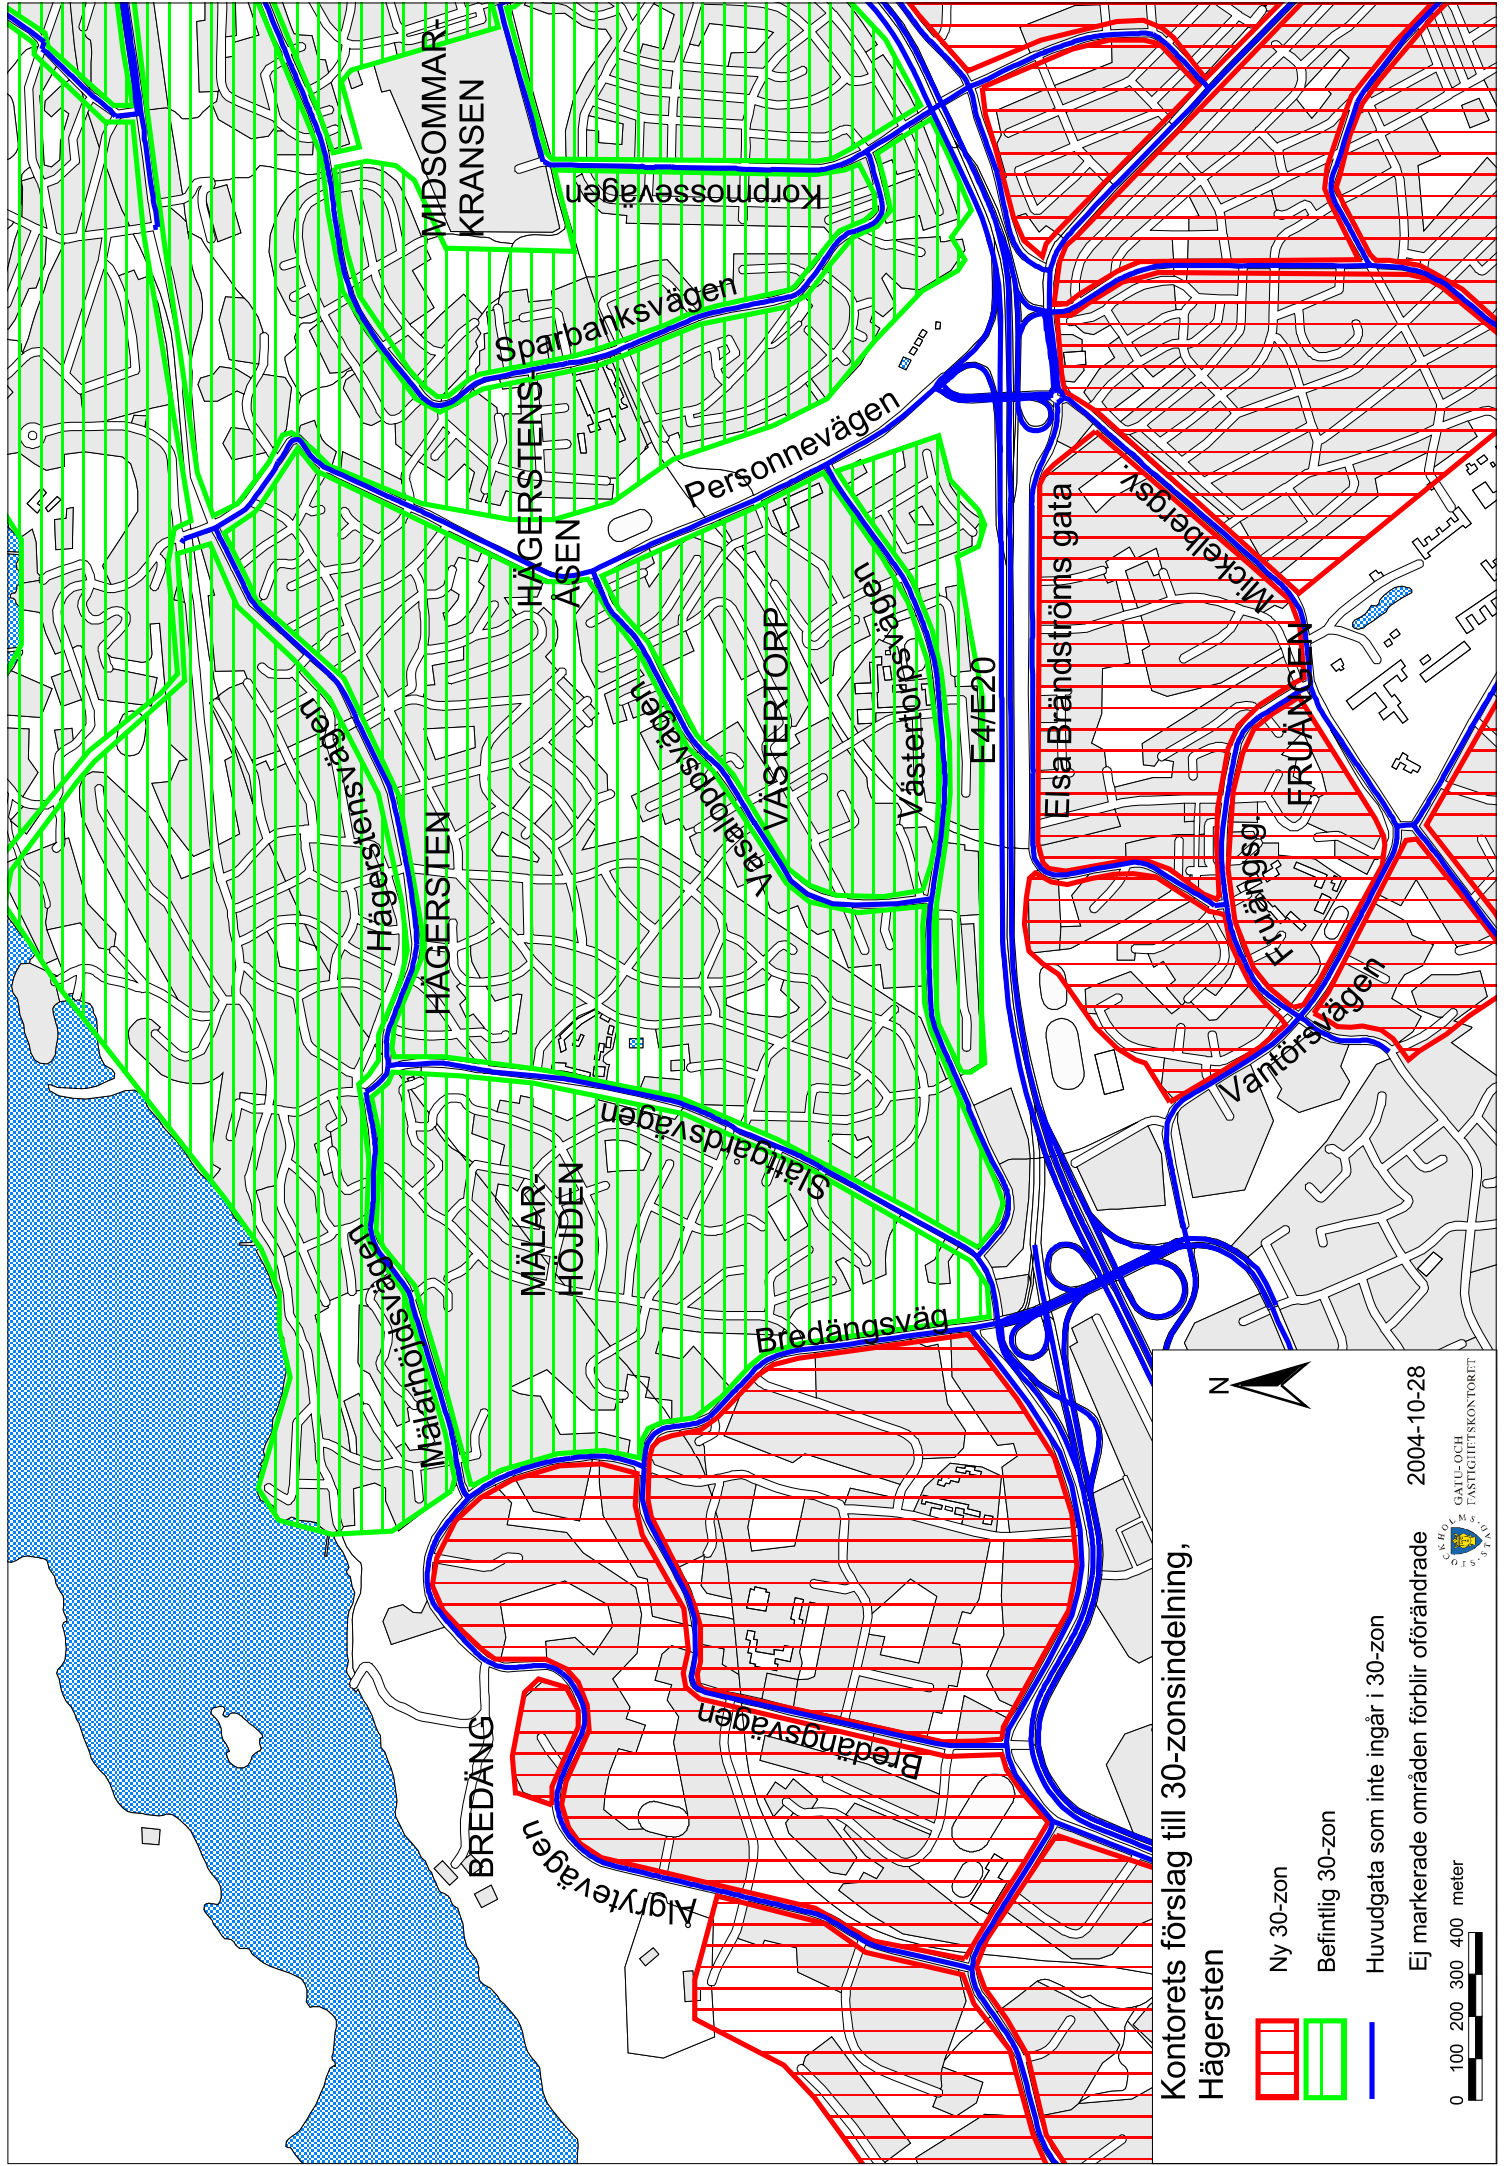 MIDSOMMAR-
KRANSEN
Korpmossevägen
Sparbanksvägen
HÄGERSTENS-
ÅSEN
Personnevägen
Hägerstensvägen
HÄGERSTEN
Vasaloppsvägen
VÄSTERTORP
Västertorpsvägen
E4/E20
Elsa Brändströms gata
Mickelbergsv.
FRUÄNGEN
Fruängsg.
Vantörsvägen
Slättgårdsvägen
MÄLAR-
HÖJDEN
Mälarhöjdsvägen
Bredängsväg
BREDÄNG
Bredängsvägen
Ålgrytevägen
Kontorets förslag till 30-zonsindelning,
Hägersten
Ny 30-zon
Befintlig 30-zon
Huvudgata som inte ingår i 30-zon
Ej markerade områden förblir oförändrade
2004-10-28
0 100 200 300 400 meter
N
STOCKHOLMS STAD
GATU- OCH
FASTIGHETSKONTORET